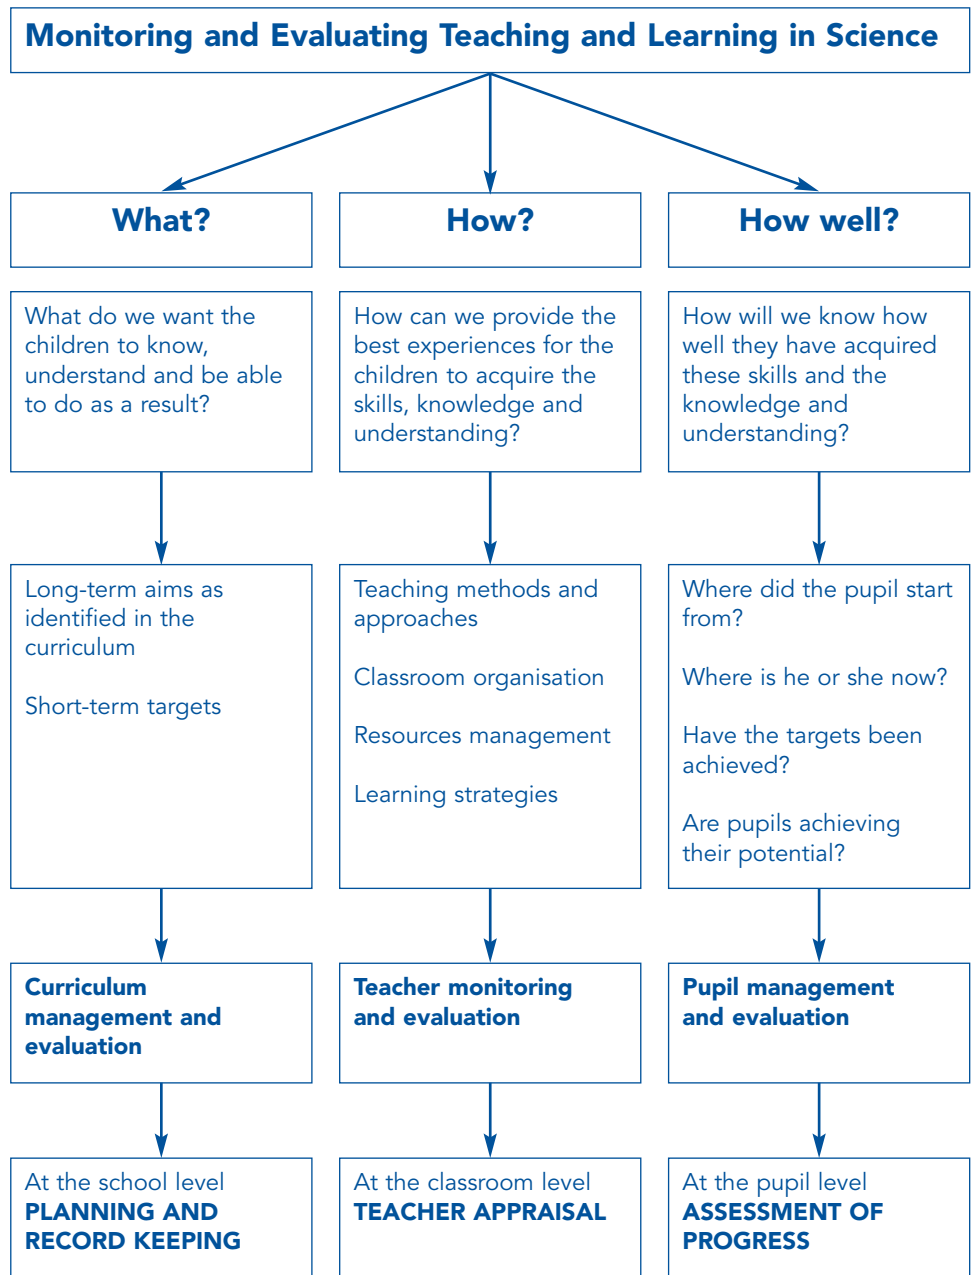 Monitoring and Evaluating Teaching and Learning in Science
What?
How?
How well?
What do we want the
children to know,
understand and be able
to do as a result?
How can we provide the
best experiences for the
children to acquire the
skills, knowledge and
understanding?
How will we know how
well they have acquired
these skills and the
knowledge and
understanding?
Long-term aims as
identified in the
curriculum
Short-term targets
Teaching methods and
approaches
Classroom organisation
Resources management
Learning strategies
Where did the pupil start
from?
Where is he or she now?
Have the targets been
achieved?
Are pupils achieving
their potential?
Curriculum
management and
evaluation
Teacher monitoring
and evaluation
Pupil management
and evaluation
At the school level
PLANNING AND
RECORD KEEPING
At the classroom level
TEACHER APPRAISAL
At the pupil level
ASSESSMENT OF
PROGRESS